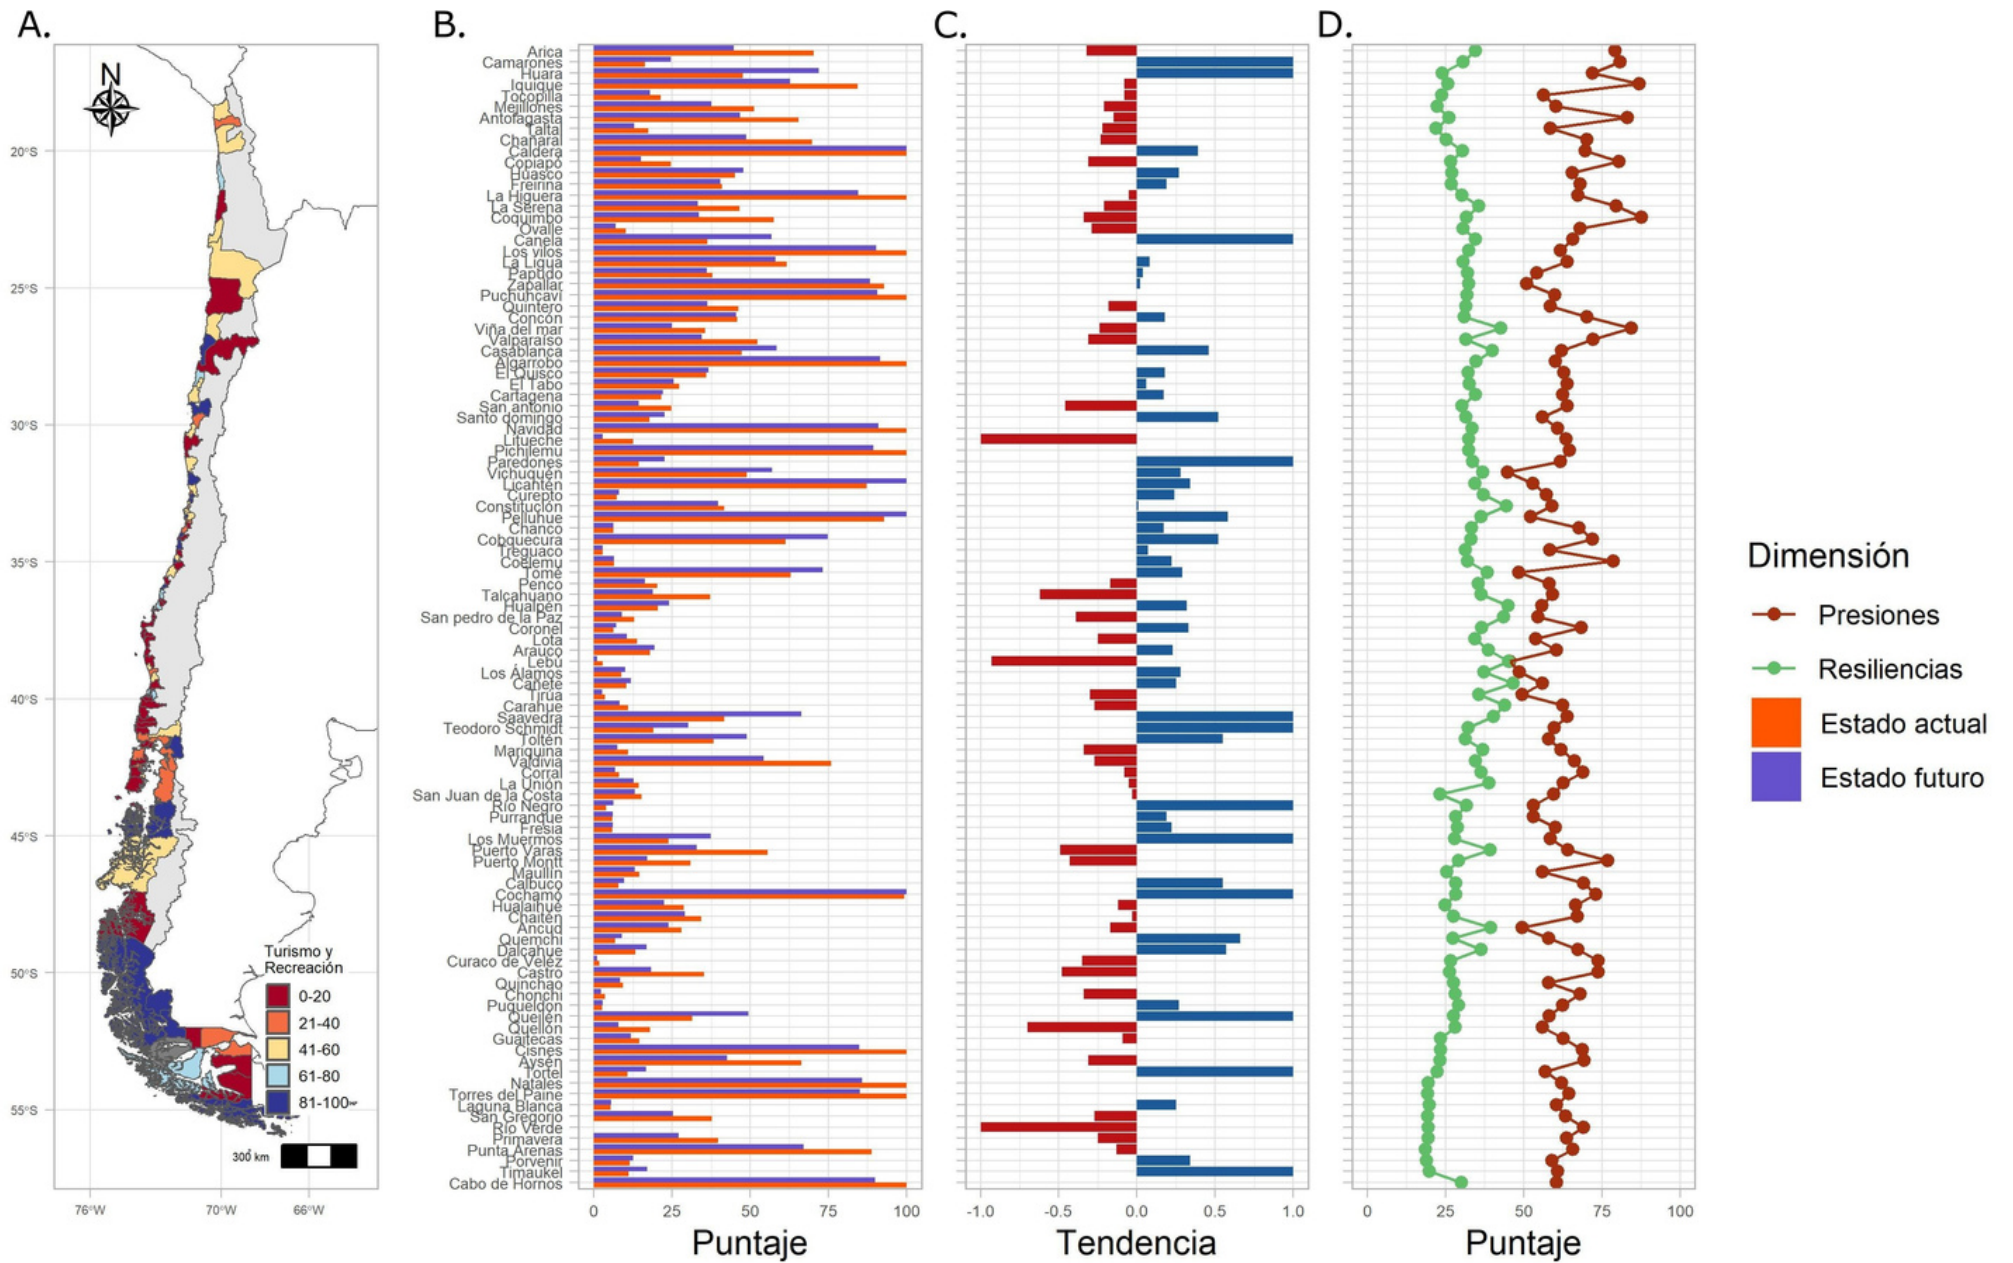 A.
N
20°S
25°S
30°S
35°S
40°S
45°S
50°S
55°S
76°W
70°W
66°W
Turismo y
Recreación
0-20
21-40
41-60
61-80
81-100
300 km
B.
Arica
Camarones
Huara
Iquique
Tocopilla
Mejillones
Antofagasta
Taltal
Chañaral
Caldera
Copiapó
Huasco
Freirina
La Higuera
La Serena
Coquimbo
Ovalle
Canela
Los vilos
La Ligua
Papudo
Zapallar
Puchuncaví
Quintero
Concón
Viña del mar
Valparaíso
Casablanca
Algarrobo
El Quisco
El Tabo
Cartagena
San antonio
Santo domingo
Navidad
Litueche
Pichilemu
Paredones
Vichuquén
Licantén
Curepto
Constitución
Pelluhue
Chanco
Cobquecura
Treguaco
Coelemu
Tomé
Penco
Talcahuano
Hualpén
San pedro de la Paz
Coronel
Lota
Arauco
Lebu
Los Álamos
Cañete
Tirúa
Carahue
Saavedra
Teodoro Schmidt
Toltén
Mariquina
Valdivia
Corral
La Unión
San Juan de la Costa
Río Negro
Purranque
Fresia
Los Muermos
Puerto Varas
Puerto Montt
Maullín
Calbuco
Cochamó
Hualaihué
Chaitén
Ancud
Quemchi
Dalcahue
Curaco de Vélez
Castro
Quinchao
Chonchi
Puqueldón
Queilén
Quellón
Guaitecas
Cisnes
Aysén
Tortel
Natales
Torres del Paine
Laguna Blanca
San Gregorio
Río Verde
Primavera
Punta Arenas
Porvenir
Timaukel
Cabo de Hornos
0 25 50 75 100
Puntaje
C.
-1.0 -0.5 0.0 0.5 1.0
Tendencia
D.
0 25 50 75 100
Puntaje
Dimensión
Presiones
Resiliencias
Estado actual
Estado futuro